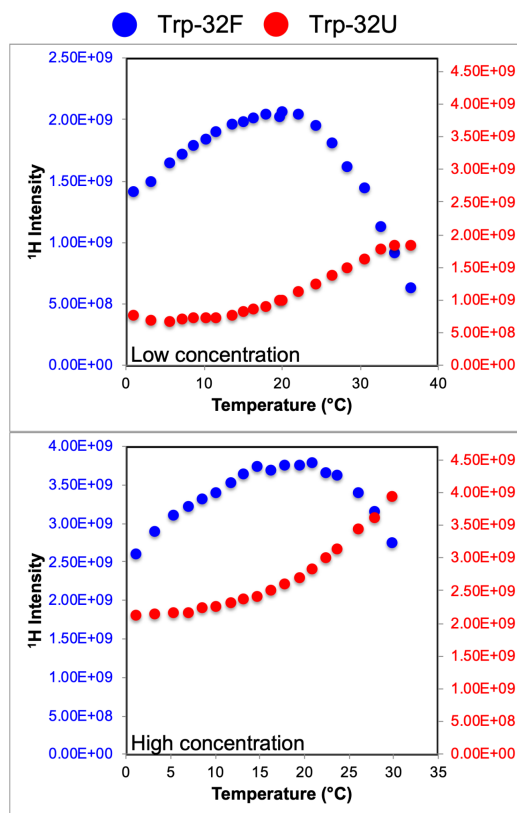 Trp-32F Trp-32U
2.50E+09
2.00E+09
1.50E+09
1.00E+09
5.00E+08
0.00E+00
¹H Intensity
4.50E+09
4.00E+09
3.50E+09
3.00E+09
2.50E+09
2.00E+09
1.50E+09
1.00E+09
5.00E+08
0.00E+00
Low concentration
0 10 20 30 40
Temperature (°C)
4.00E+09
3.50E+09
3.00E+09
2.50E+09
2.00E+09
1.50E+09
1.00E+09
5.00E+08
0.00E+00
¹H Intensity
4.50E+09
4.00E+09
3.50E+09
3.00E+09
2.50E+09
2.00E+09
1.50E+09
1.00E+09
5.00E+08
0.00E+00
High concentration
0 5 10 15 20 25 30 35
Temperature (°C)